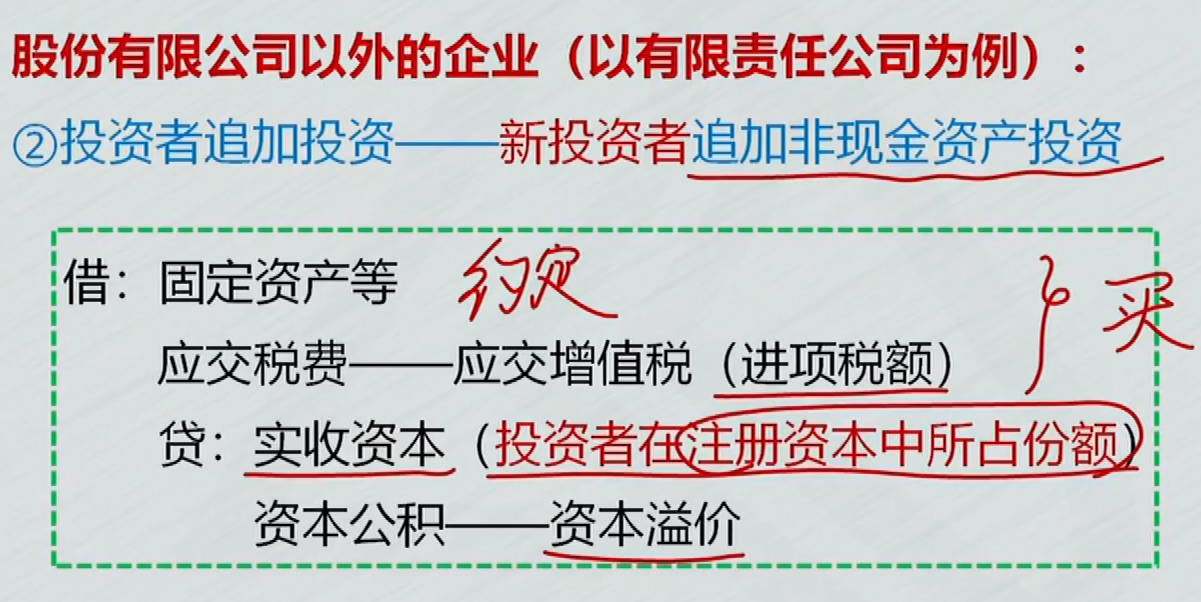 股份有限公司以外的企业（以有限责任公司为例）：
②投资者追加投资——新投资者追加非现金资产投资
借：固定资产等 约定
买
应交税费——应交增值税（进项税额）
贷：实收资本（投资者在注册资本中所占份额）
资本公积——资本溢价